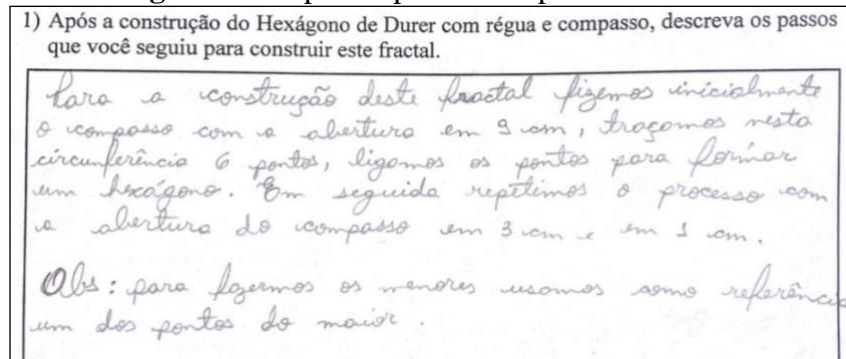 1) Após a construção do Hexágono de Durer com régua e compasso, descreva os passos
que você seguiu para construir este fractal.
Para a construção deste fractal fizemos inicialmente
o compasso com a abertura em 9 cm, traçamos nesta
circunferência 6 pontos, ligamos os pontos para formar
um hexágono. Em seguida repetimos o processo com
a abertura do compasso em 3 cm e em 1 cm.
Obs: para fazermos os menores usamos como referência
um dos pontos do maior.